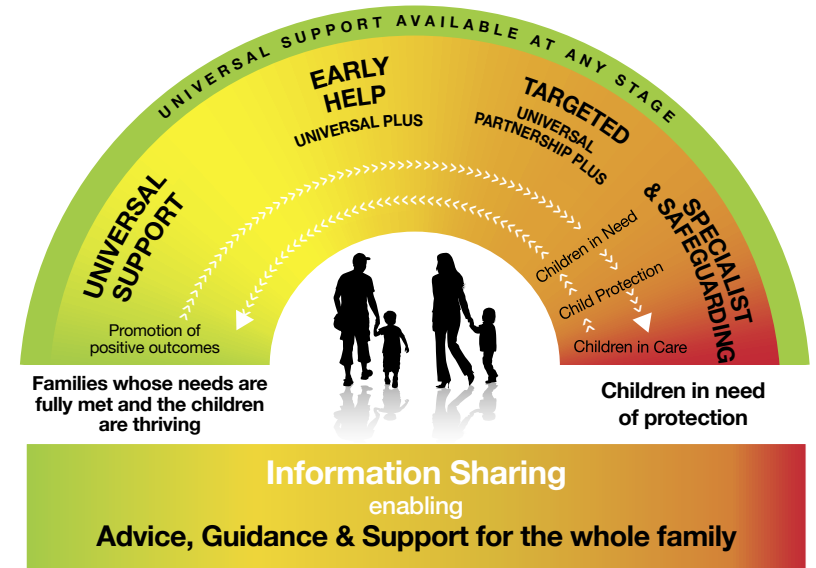 UNIVERSAL SUPPORT AVAILABLE AT ANY STAGE
UNIVERSAL
SUPPORT
EARLY
HELP
UNIVERSAL PLUS
TARGETED
UNIVERSAL
PARTNERSHIP PLUS
SPECIALIST
& SAFEGUARDING
Children in Need
Child Protection
Children in Care
Promotion of
positive outcomes
Families whose needs are
fully met and the children
are thriving
Children in need
of protection
Information Sharing
enabling
Advice, Guidance & Support for the whole family